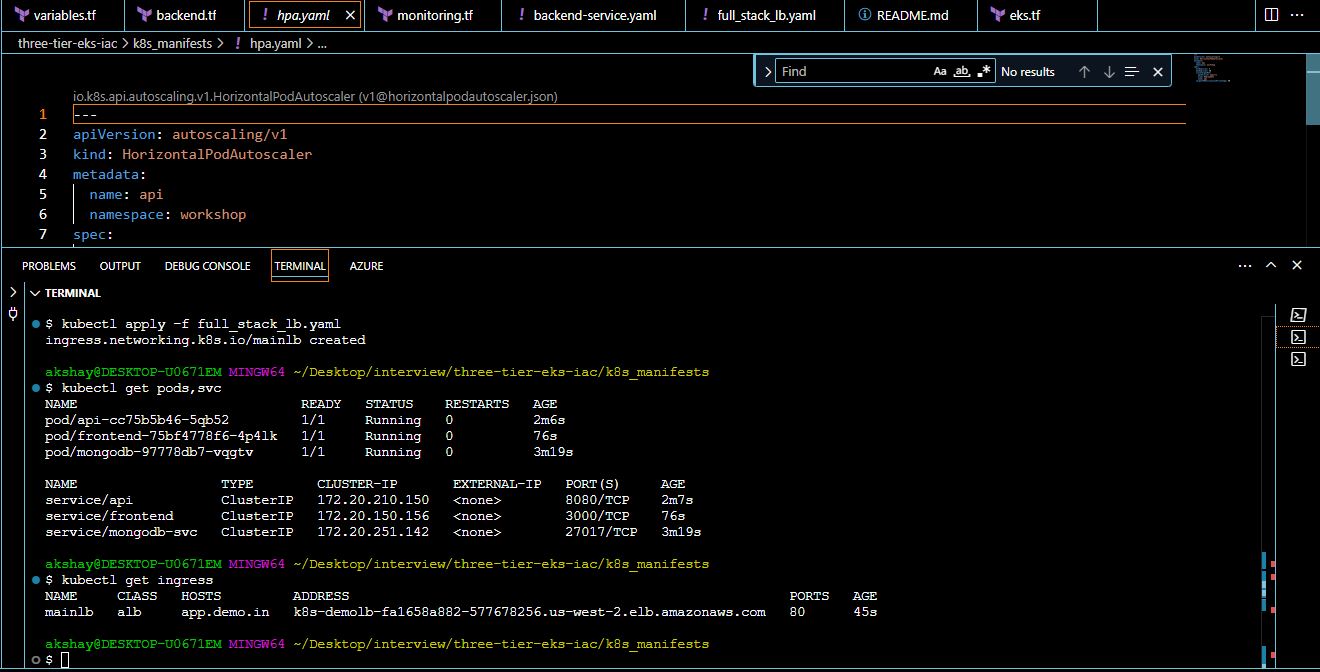 variables.tf backend.tf ! hpa.yaml monitoring.tf ! backend-service.yaml ! full_stack_lb.yaml README.md eks.tf
three-tier-eks-iac > k8s_manifests > ! hpa.yaml > ...
Find Aa ab .* No results
io.k8s.api.autoscaling.v1.HorizontalPodAutoscaler (v1@horizontalpodautoscaler.json)
1 ---
2 apiVersion: autoscaling/v1
3 kind: HorizontalPodAutoscaler
4 metadata:
5 name: api
6 namespace: workshop
7 spec:
PROBLEMS OUTPUT DEBUG CONSOLE TERMINAL AZURE
TERMINAL
$ kubectl apply -f full_stack_lb.yaml
ingress.networking.k8s.io/mainlb created
akshay@DESKTOP-U0671EM MINGW64 ~/Desktop/interview/three-tier-eks-iac/k8s_manifests
$ kubectl get pods,svc
NAME READY STATUS RESTARTS AGE
pod/api-cc75b5b46-5qb52 1/1 Running 0 2m6s
pod/frontend-75bf4778f6-4p4lk 1/1 Running 0 76s
pod/mongodb-97778db7-vqgtv 1/1 Running 0 3m19s
NAME TYPE CLUSTER-IP EXTERNAL-IP PORT(S) AGE
service/api ClusterIP 172.20.210.150 <none> 8080/TCP 2m7s
service/frontend ClusterIP 172.20.150.156 <none> 3000/TCP 76s
service/mongodb-svc ClusterIP 172.20.251.142 <none> 27017/TCP 3m19s
akshay@DESKTOP-U0671EM MINGW64 ~/Desktop/interview/three-tier-eks-iac/k8s_manifests
$ kubectl get ingress
NAME CLASS HOSTS ADDRESS PORTS AGE
mainlb alb app.demo.in k8s-demolb-fa1658a882-577678256.us-west-2.elb.amazonaws.com 80 45s
akshay@DESKTOP-U0671EM MINGW64 ~/Desktop/interview/three-tier-eks-iac/k8s_manifests
$